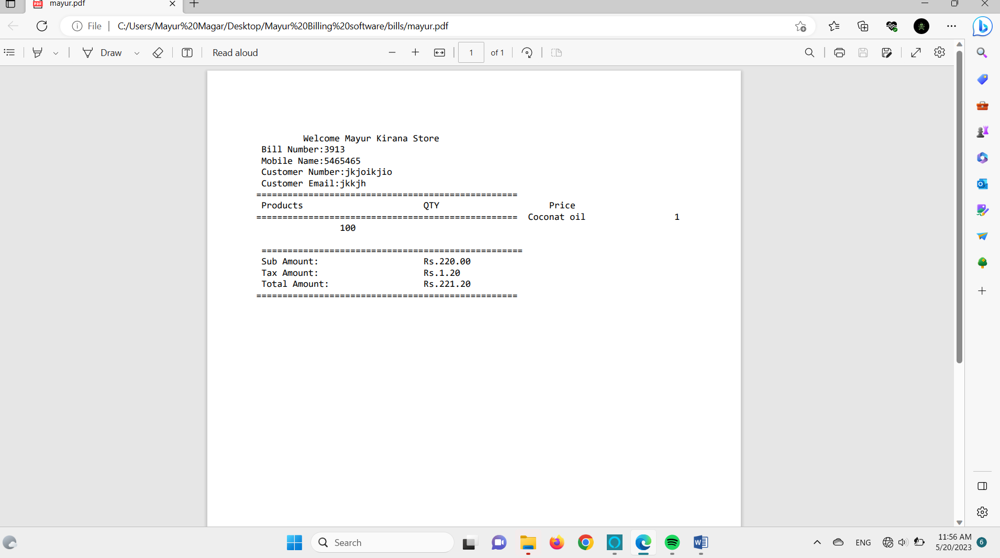 mayur.pdf
File C:/Users/Mayur%20Magar/Desktop/Mayur%20Billing%20software/bills/mayur.pdf
Draw Read aloud 1 of 1
Welcome Mayur Kirana Store
Bill Number:3913
Mobile Name:5465465
Customer Number:jkjoikjio
Customer Email:jkkjh
==================================================
Products QTY Price
================================================== Coconat oil 1
100
==================================================
Sub Amount: Rs.220.00
Tax Amount: Rs.1.20
Total Amount: Rs.221.20
==================================================
Search
ENG
11:56 AM
5/20/2023
6